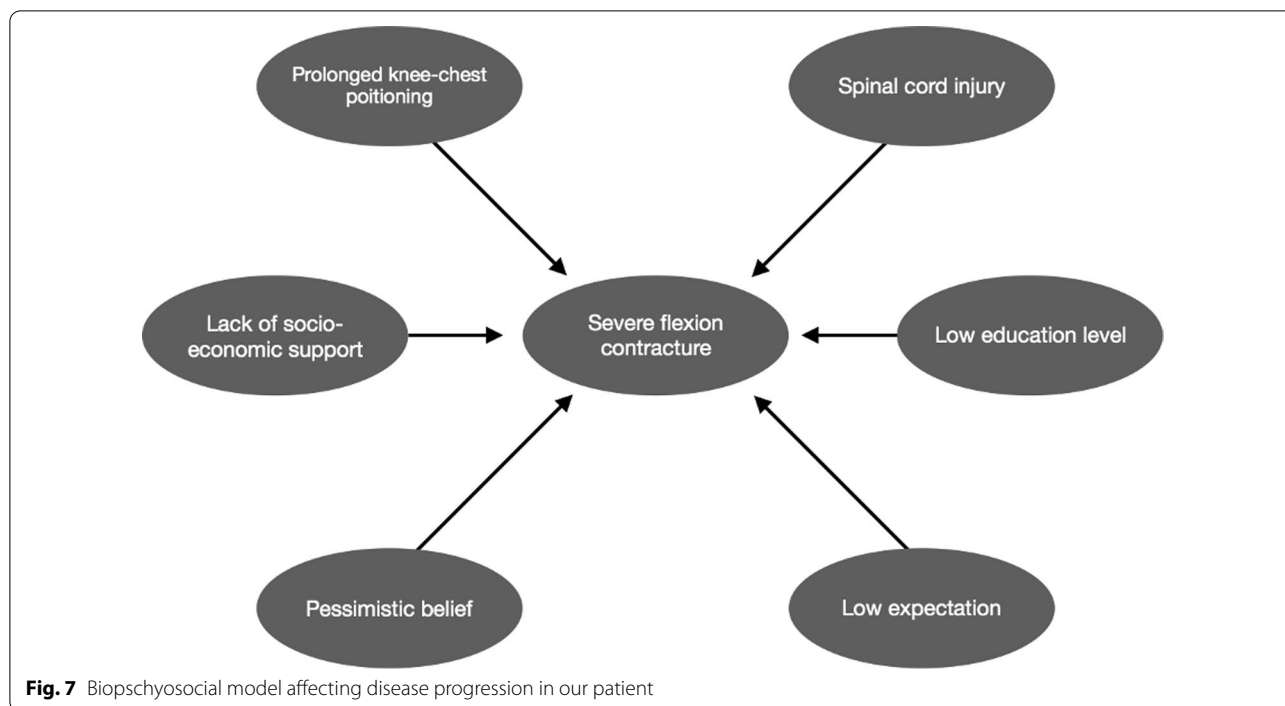 Prolonged knee-chest
poitioning
Spinal cord injury
Lack of socio-
economic support
Severe flexion
contracture
Low education level
Pessimistic belief
Low expectation
Fig. 7 Biopschyosocial model affecting disease progression in our patient